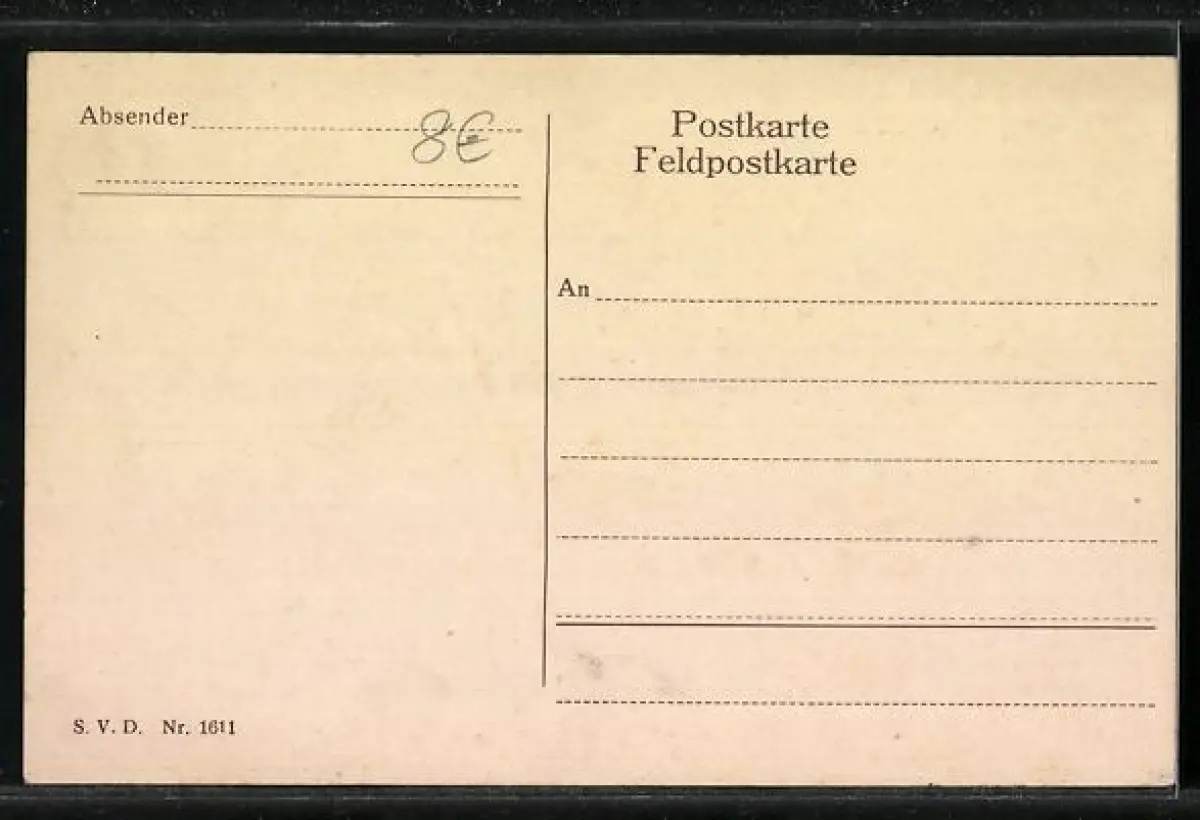 Absender
8€
Postkarte
Feldpostkarte
An
S. V. D. Nr. 1611